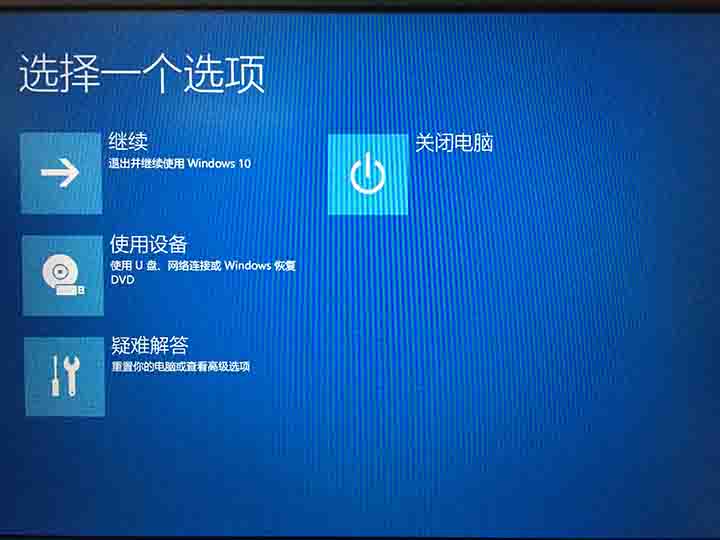 选择一个选项
继续
退出并继续使用 Windows 10
关闭电脑
使用设备
使用 U 盘、网络连接或 Windows 恢复
DVD
疑难解答
重置你的电脑或查看高级选项